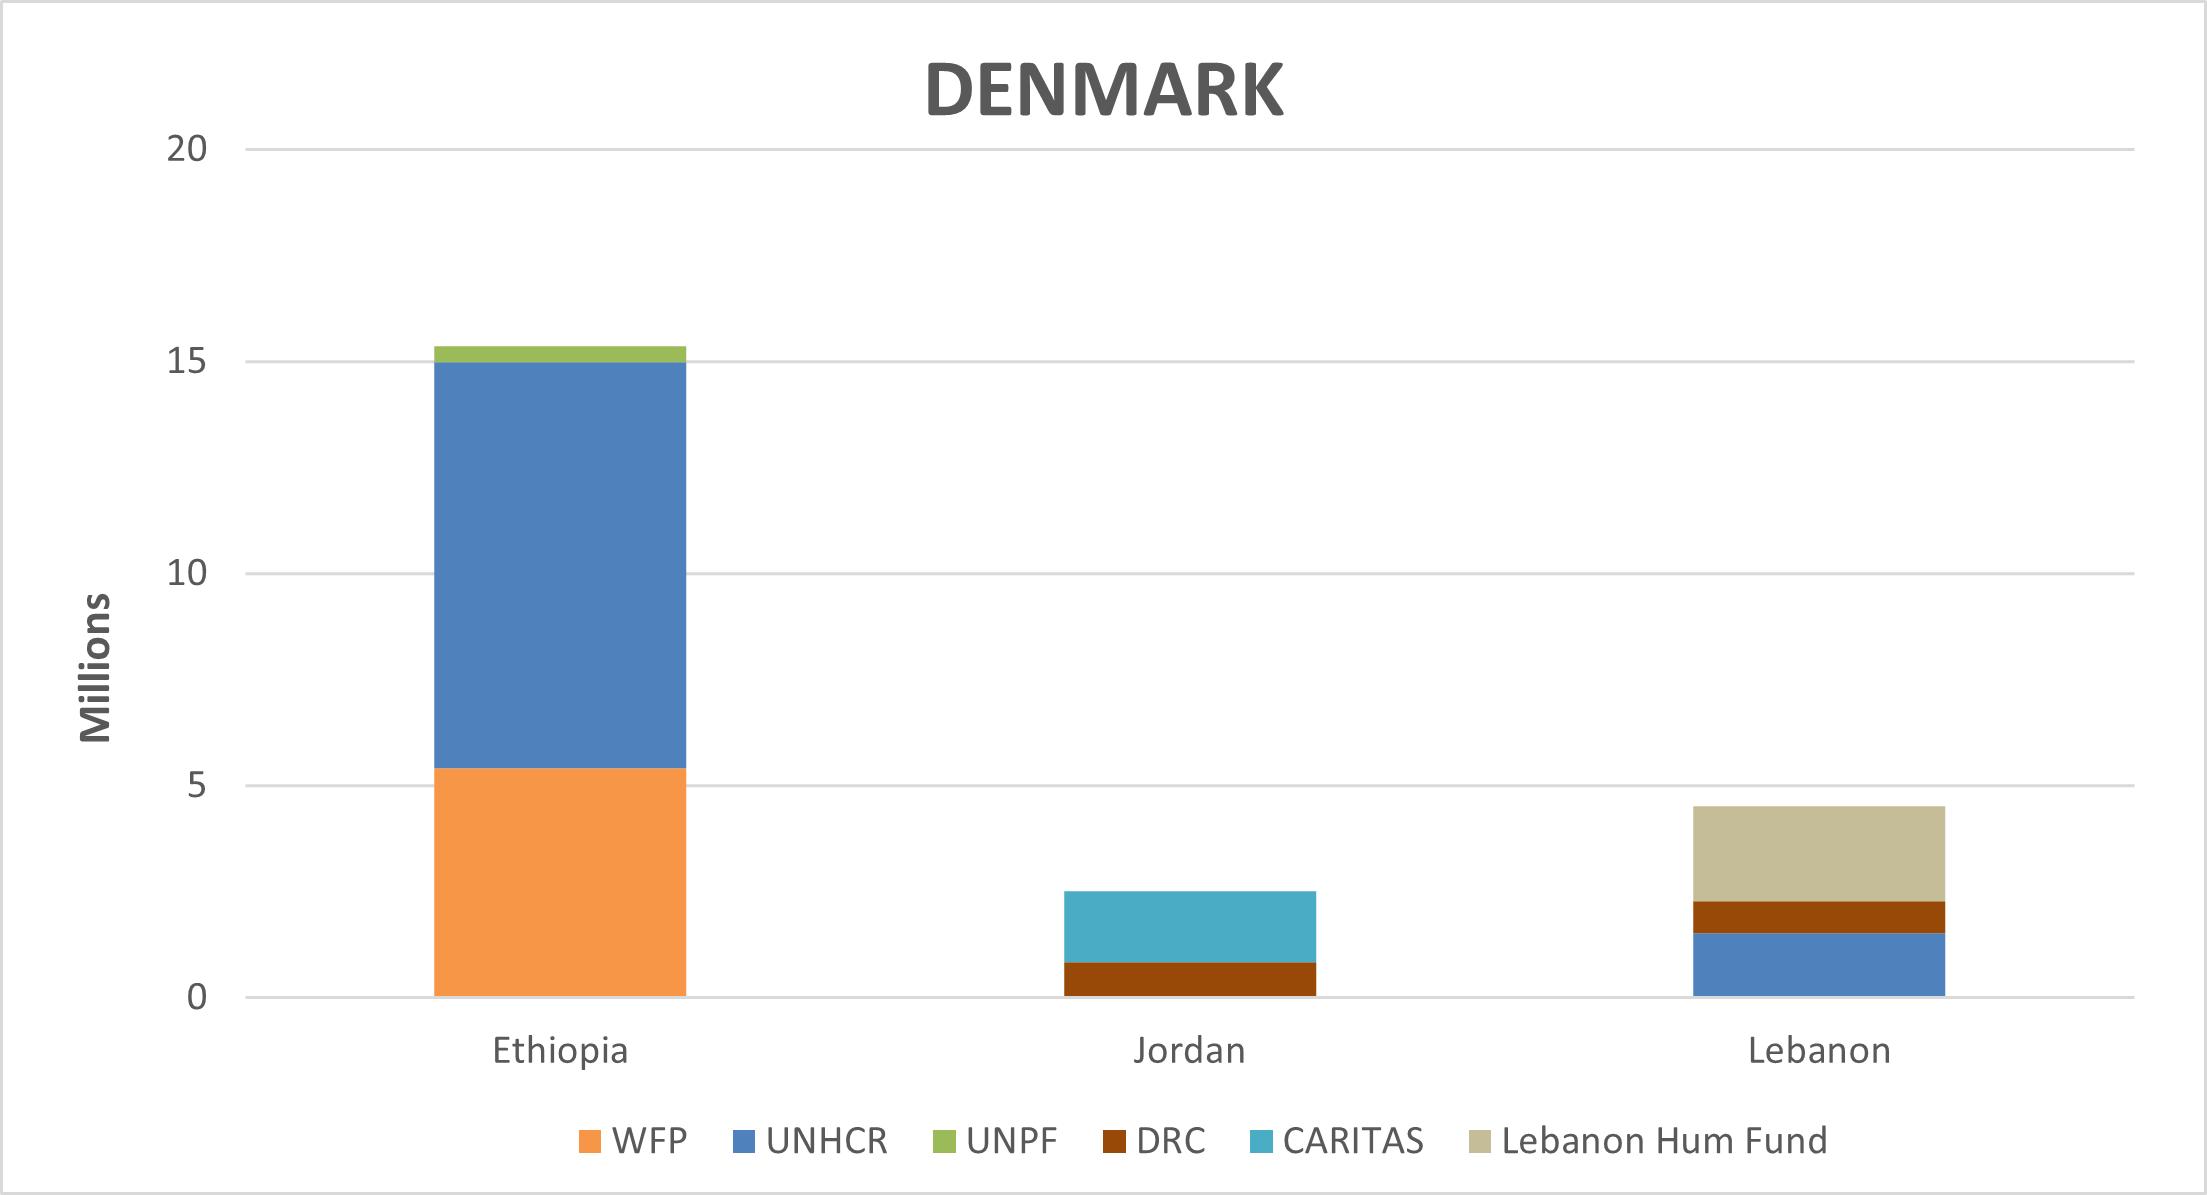 DENMARK
20
15
10
5
0
Millions
Ethiopia
Jordan
Lebanon
WFP
UNHCR
UNPF
DRC
CARITAS
Lebanon Hum Fund